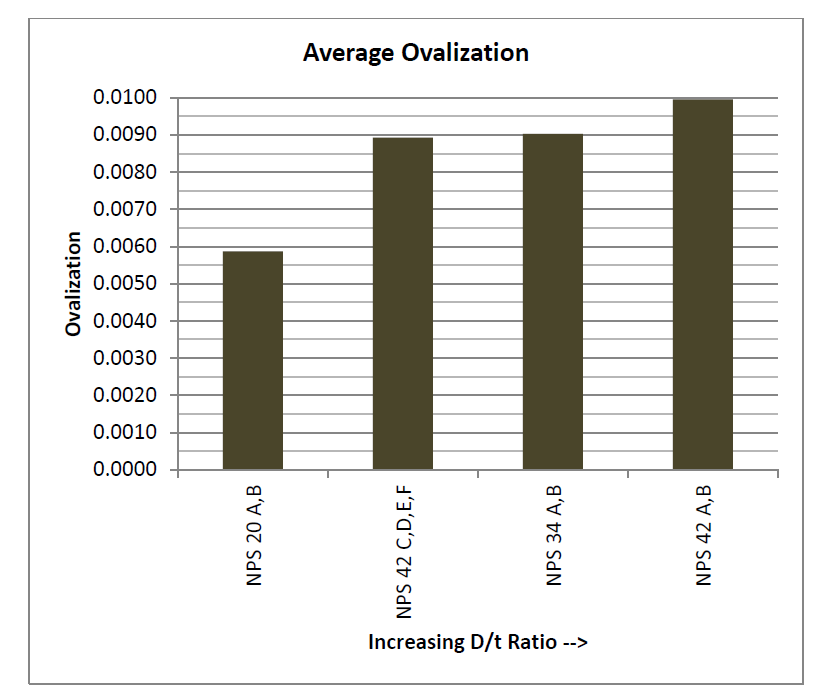 Average Ovalization
0.0100
0.0090
0.0080
0.0070
0.0060
0.0050
0.0040
0.0030
0.0020
0.0010
0.0000
Ovalization
NPS 20 A,B
NPS 42 C,D,E,F
NPS 34 A,B
NPS 42 A,B
Increasing D/t Ratio -->